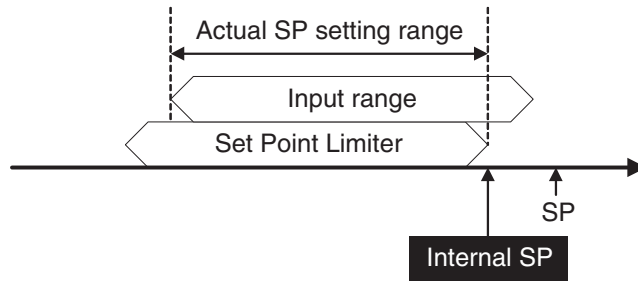 Actual SP setting range
Input range
Set Point Limiter
SP
Internal SP